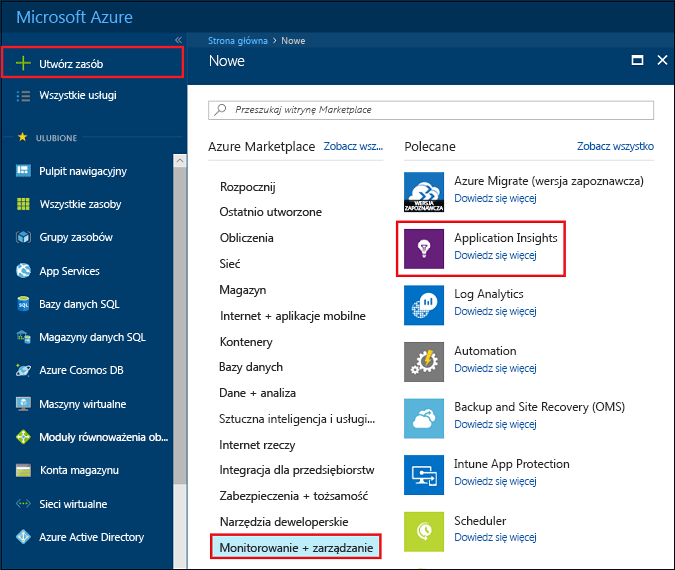 Microsoft Azure
Utwórz zasób
Wszystkie usługi
ULUBIONE
Pulpit nawigacyjny
Wszystkie zasoby
Grupy zasobów
App Services
Bazy danych SQL
Magazyny danych SQL
Azure Cosmos DB
Maszyny wirtualne
Moduły równoważenia ob...
Konta magazynu
Sieci wirtualne
Azure Active Directory
Strona główna > Nowe
Nowe
Przeszukaj witrynę Marketplace
Azure Marketplace Zobacz wsz...
Rozpocznij
Ostatnio utworzone
Obliczenia
Sieć
Magazyn
Internet + aplikacje mobilne
Kontenery
Bazy danych
Dane + analiza
Sztuczna inteligencja i usługi...
Internet rzeczy
Integracja dla przedsiębiorstw
Zabezpieczenia + tożsamość
Narzędzia deweloperskie
Monitorowanie + zarządzanie
Polecane Zobacz wszystko
WERSJA
ZAPOZNAWCZA
Azure Migrate (wersja zapoznawcza)
Dowiedz się więcej
Application Insights
Dowiedz się więcej
Log Analytics
Dowiedz się więcej
Automation
Dowiedz się więcej
Backup and Site Recovery (OMS)
Dowiedz się więcej
Intune App Protection
Dowiedz się więcej
Scheduler
Dowiedz się więcej